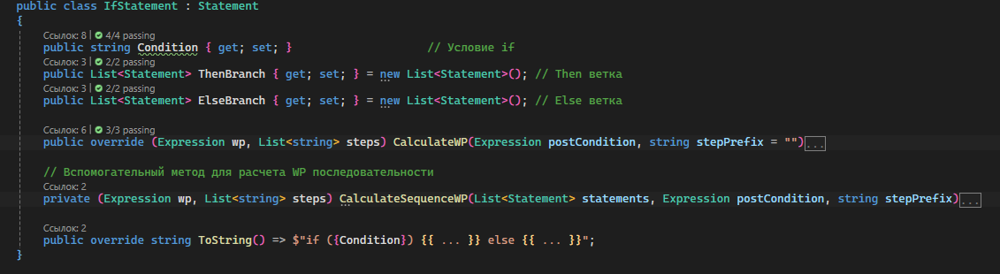 public class IfStatement : Statement
{
Ссылок: 8 | 4/4 passing
public string Condition { get; set; } // Условие if
Ссылок: 3 | 2/2 passing
public List<Statement> ThenBranch { get; set; } = new List<Statement>(); // Then ветка
Ссылок: 3 | 2/2 passing
public List<Statement> ElseBranch { get; set; } = new List<Statement>(); // Else ветка
Ссылок: 6 | 3/3 passing
public override (Expression wp, List<string> steps) CalculateWP(Expression postCondition, string stepPrefix = "")...
// Вспомогательный метод для расчета WP последовательности
Ссылок: 2
private (Expression wp, List<string> steps) CalculateSequenceWP(List<Statement> statements, Expression postCondition, string stepPrefix)...
Ссылок: 2
public override string ToString() => $"if ({Condition}) {{ ... }} else {{ ... }}";
}